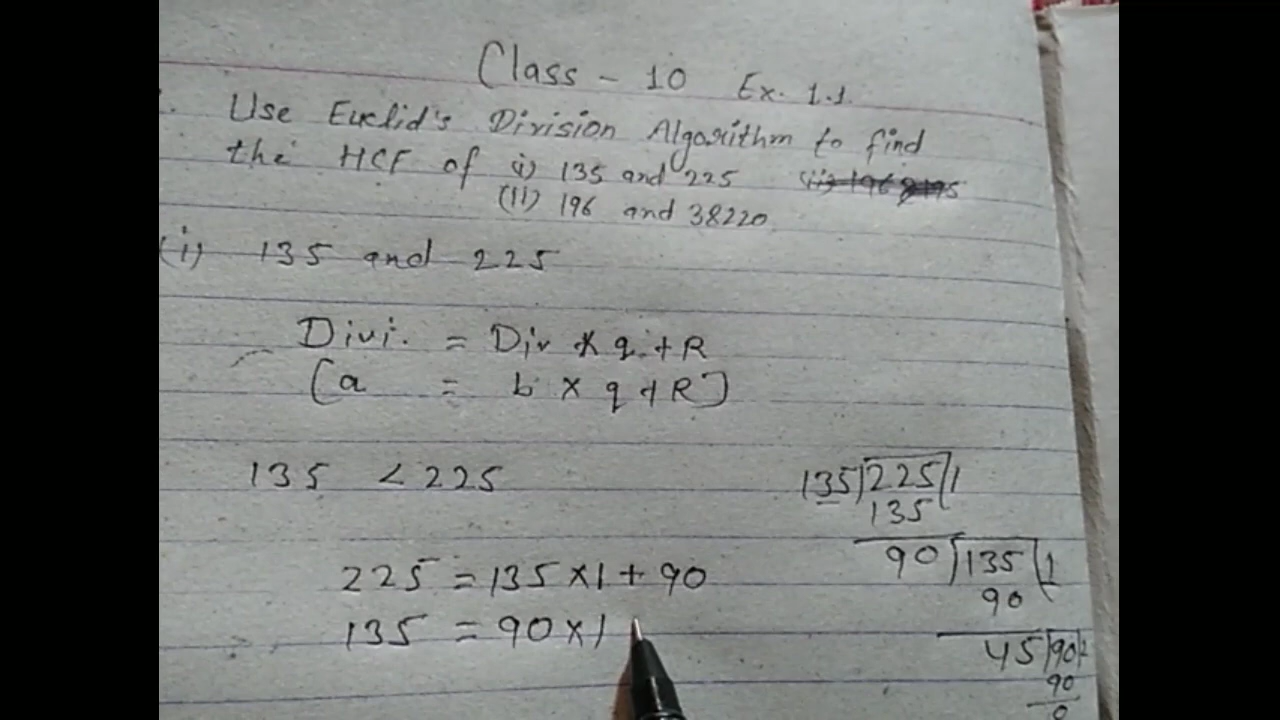 Class - 10 Ex. 1.1.
Use Euclid's Division Algorithm to find
the HCF of (i) 135 and 225
(II) 196 and 38220
(i) 135 and 225
Divi. = Div × q + R
[a = b × q + R]
135 < 225
225 = 135 × 1 + 90
135 = 90 × 1
135)225(1
135
90)135(1
90
45)90(2
90
0